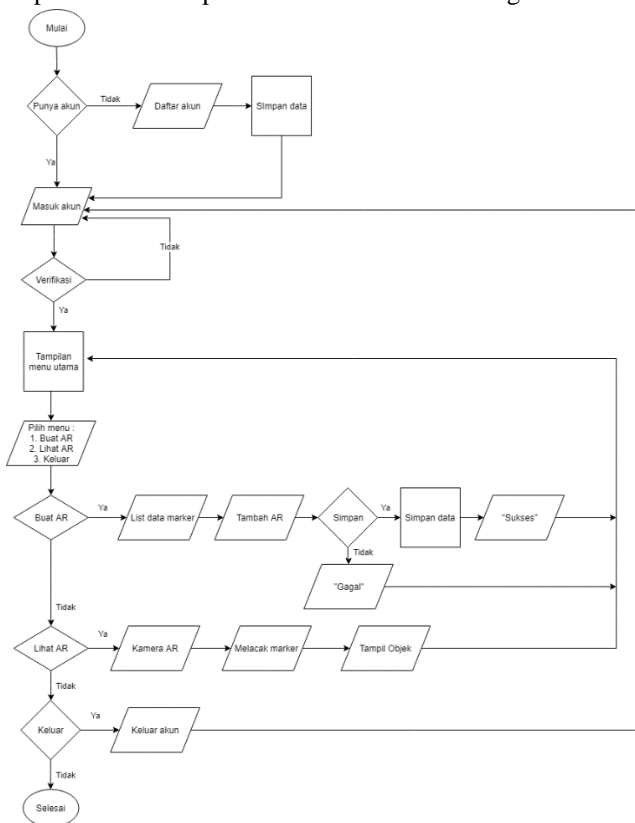 Mulai
Punya akun
Tidak
Daftar akun
SImpan data
Ya
Masuk akun
Tidak
Verifikasi
Ya
Tampilan
menu utama
Pilih menu :
1. Buat AR
2. Lihat AR
3. Keluar
Buat AR
Ya
List data marker
Tambah AR
Simpan
Ya
Simpan data
"Sukses"
Tidak
"Gagal"
Tidak
Lihat AR
Ya
Kamera AR
Melacak marker
Tampil Objek
Tidak
Keluar
Ya
Keluar akun
Tidak
Selesai